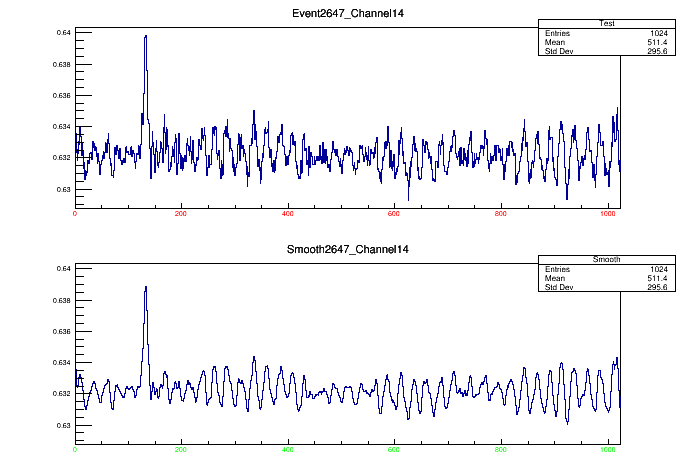 Event2647_Channel14
Test
Entries 1024
Mean 511.4
Std Dev 295.6
0.64
0.638
0.636
0.634
0.632
0.63
0 200 400 600 800 1000
Smooth2647_Channel14
Smooth
Entries 1024
Mean 511.4
Std Dev 295.6
0.64
0.638
0.636
0.634
0.632
0.63
0 200 400 600 800 1000